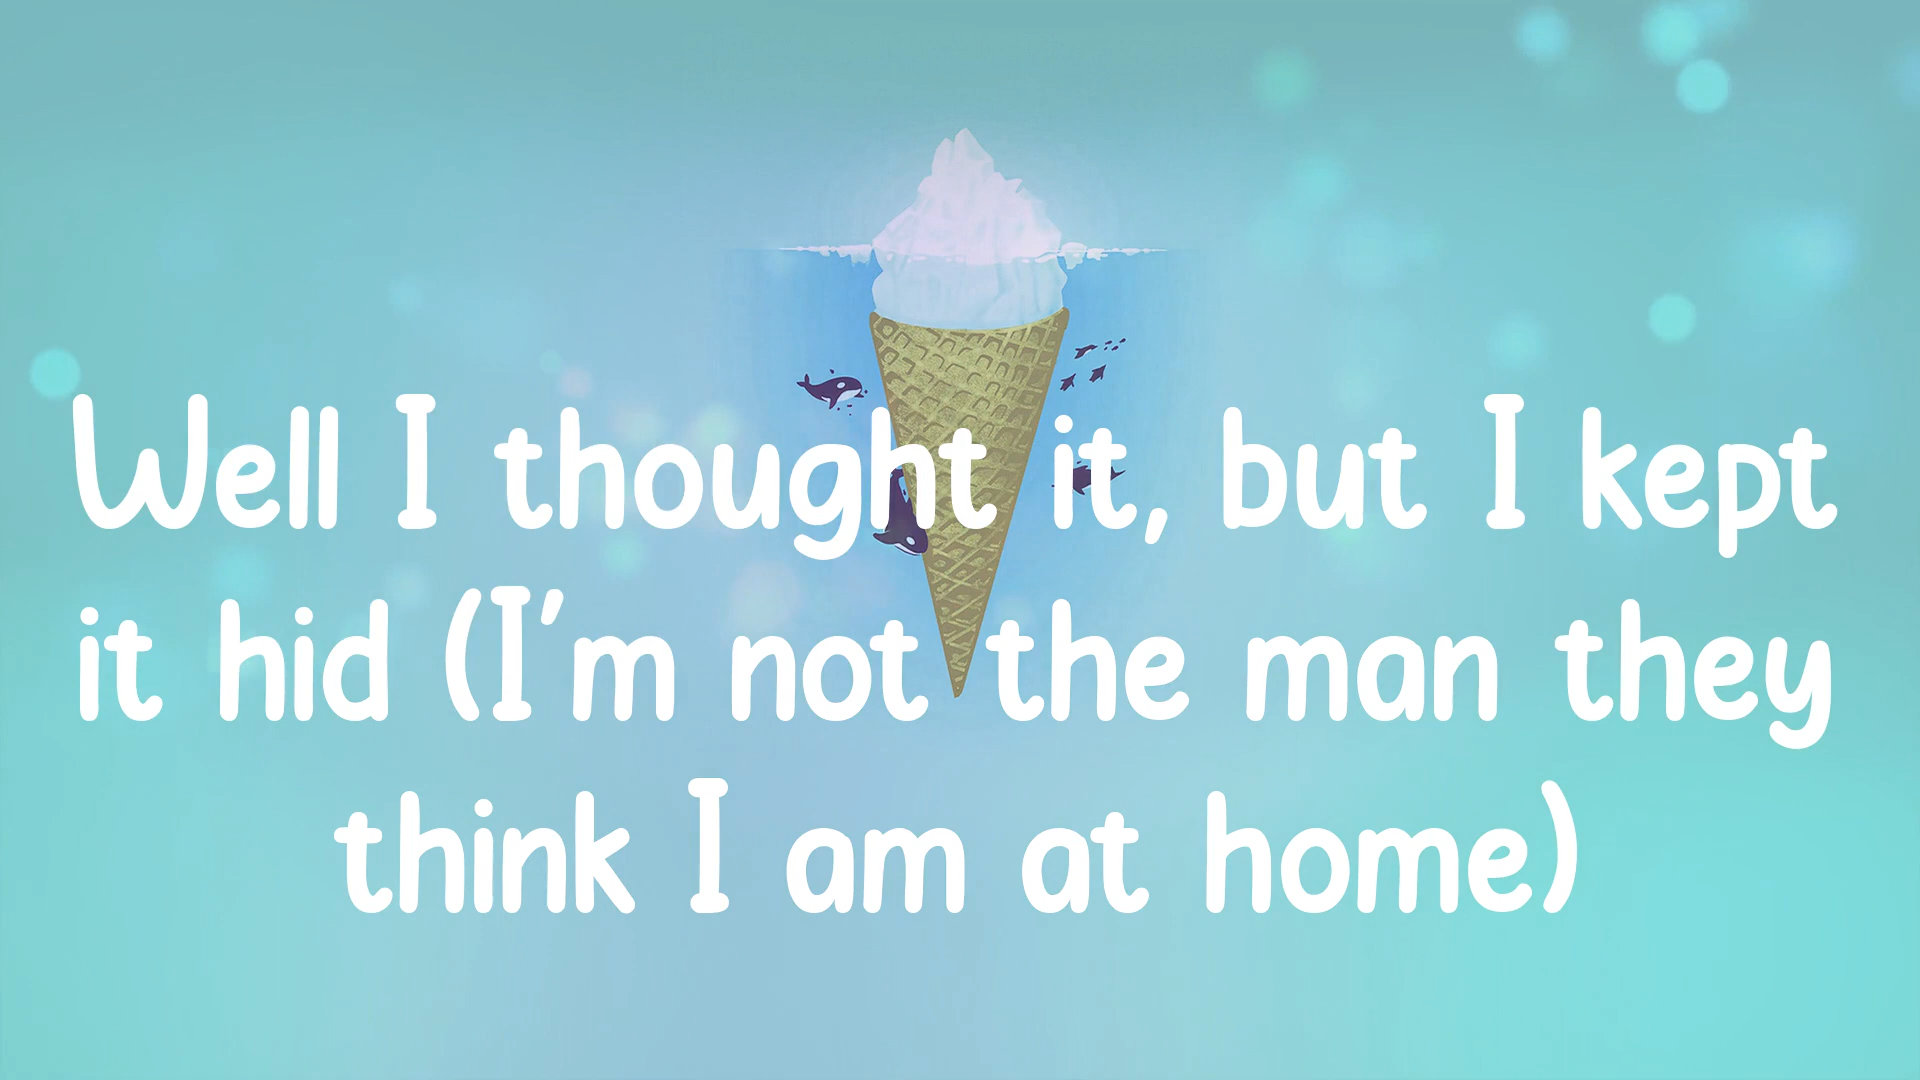 Well I thought it, but I kept
it hid (I'm not the man they
think I am at home)